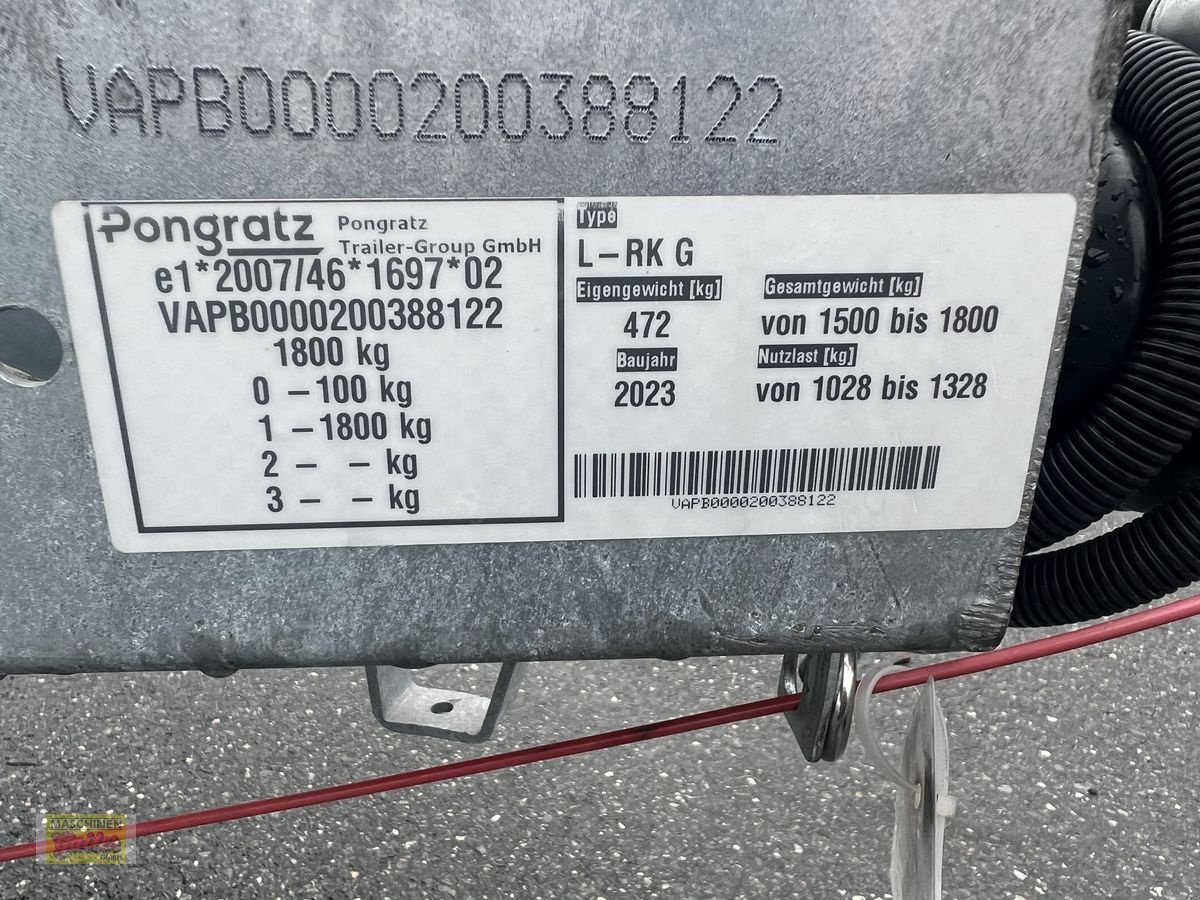 VAPB0000200388122
Pongratz
Pongratz
Trailer-Group GmbH
e1*2007/46*1697*02
VAPB0000200388122
1800 kg
0 – 100 kg
1 – 1800 kg
2 – – kg
3 – – kg
Type
L–RK G
Eigengewicht [kg]
Gesamtgewicht [kg]
472
von 1500 bis 1800
Baujahr
Nutzlast [kg]
2023
von 1028 bis 1328
VAPB0000200388122
MASCHINEN
GMBH